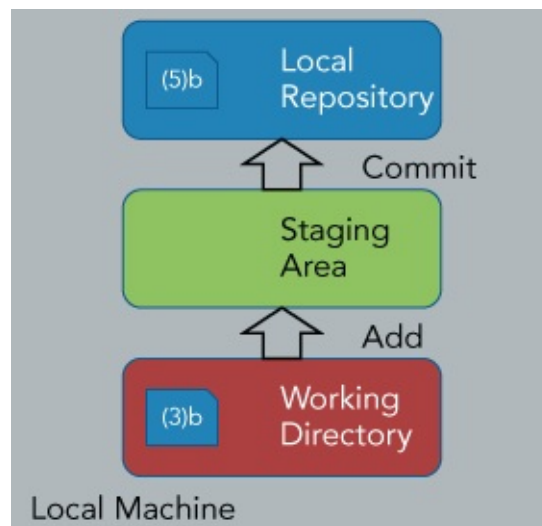 (5)b
Local
Repository
Commit
Staging
Area
Add
(3)b
Working
Directory
Local Machine